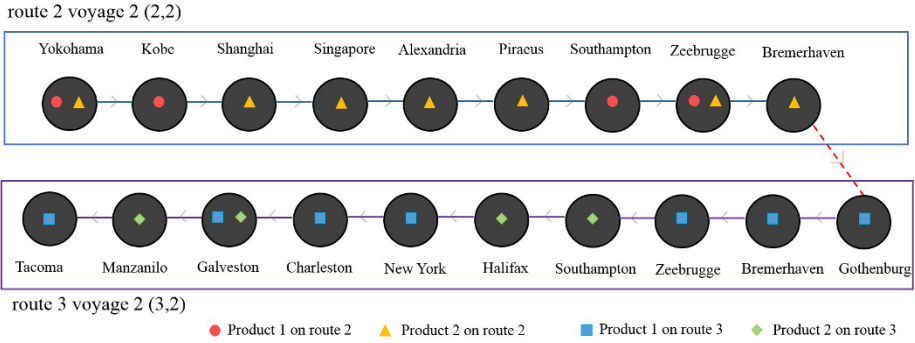 route 2 voyage 2 (2,2)
Yokohama Kobe Shanghai Singapore Alexandria Piraeus Southampton Zeebrugge Bremerhaven
Tacoma Manzanilo Galveston Charleston New York Halifax Southampton Zeebrugge Bremerhaven Gothenburg
route 3 voyage 2 (3,2)
Product 1 on route 2 Product 2 on route 2 Product 1 on route 3 Product 2 on route 3